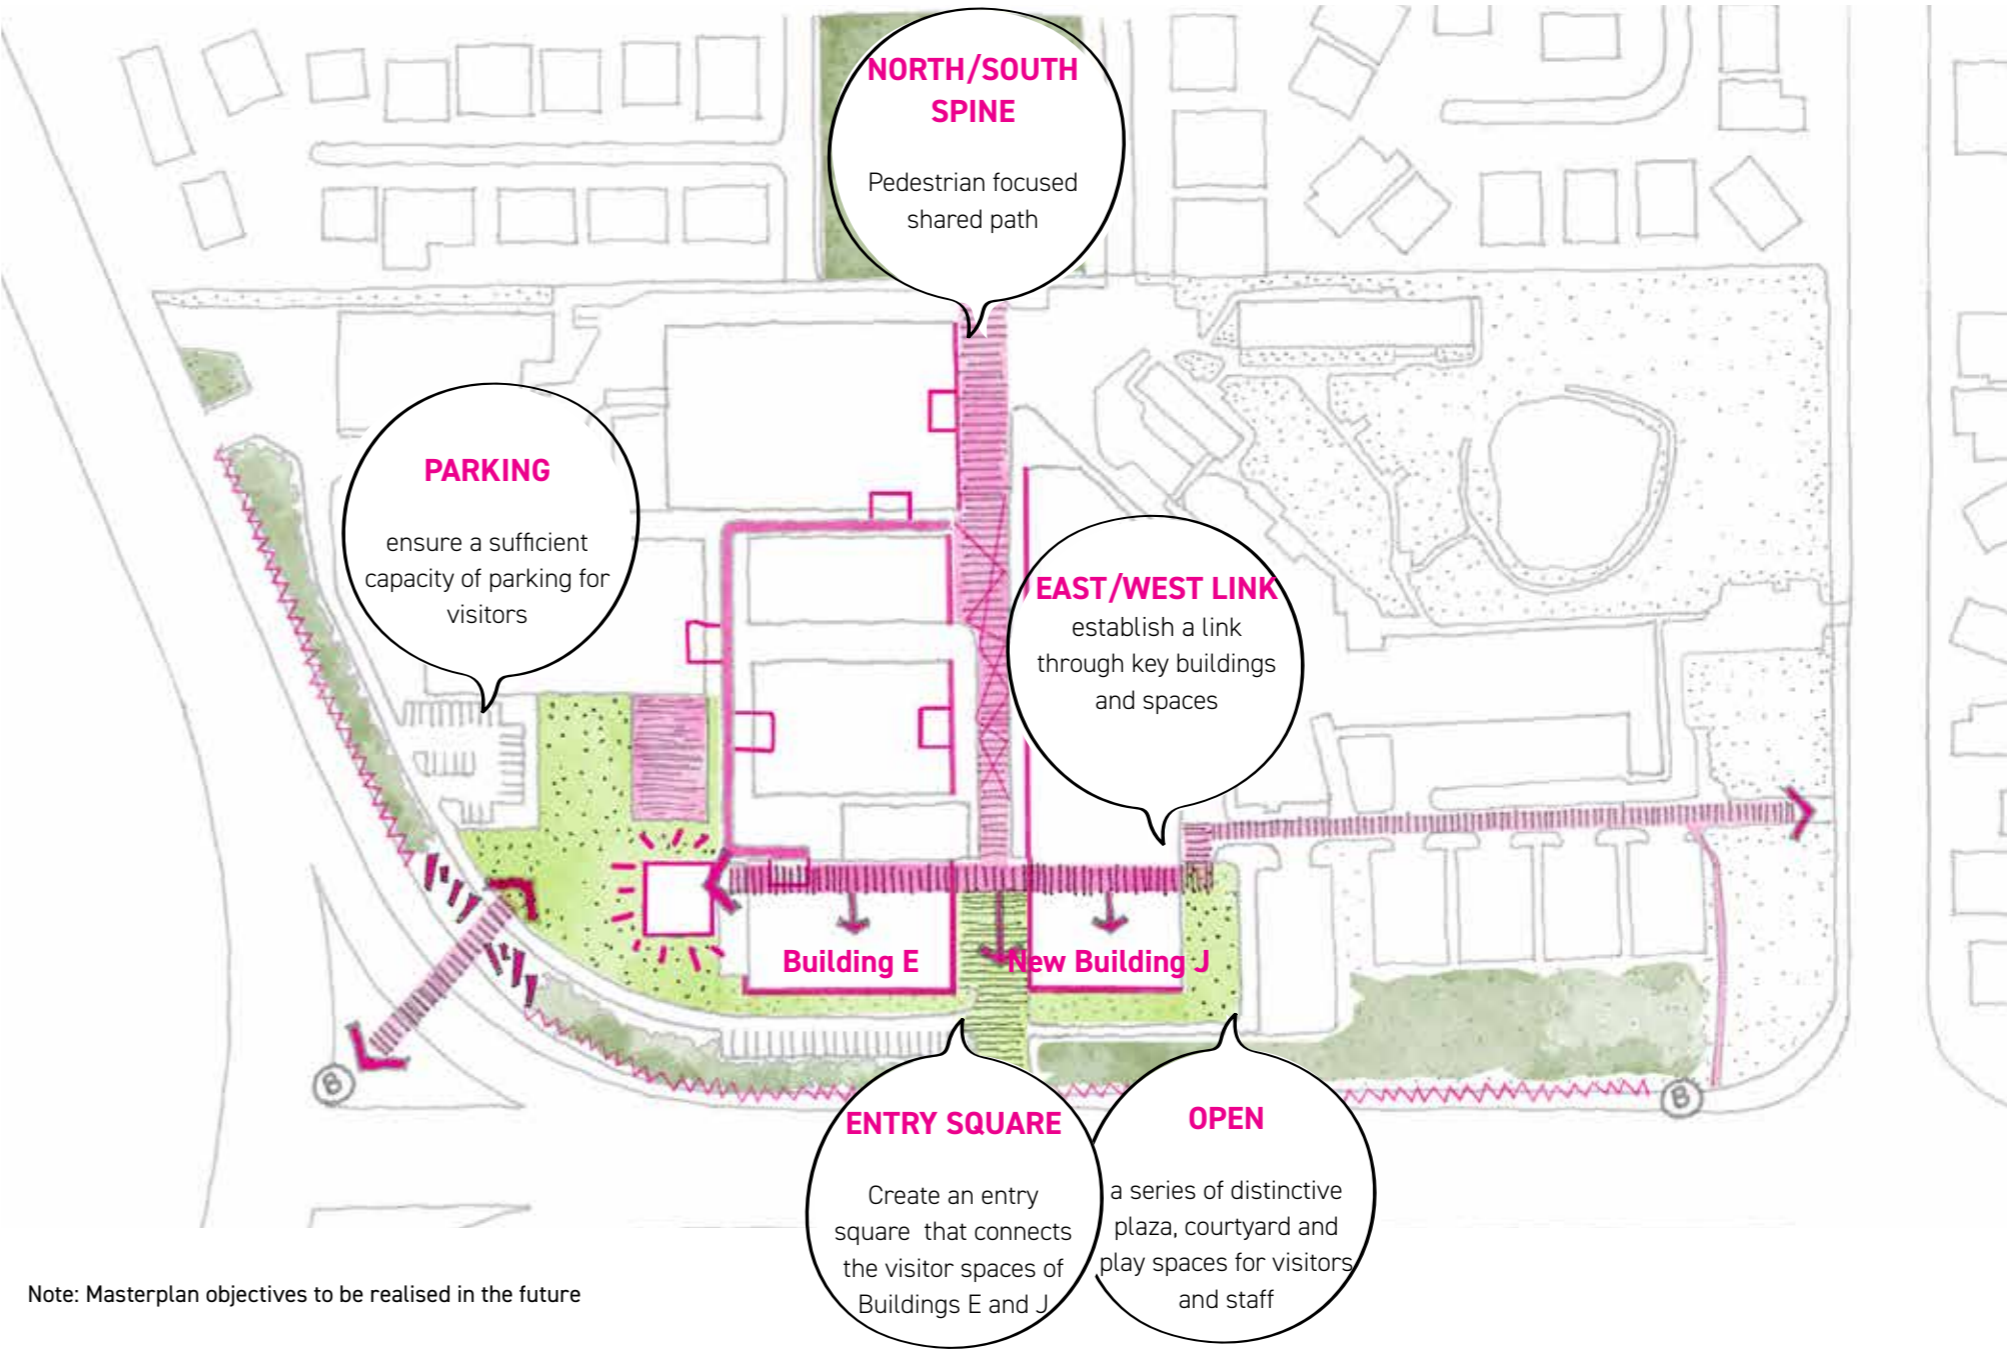 NORTH/SOUTH
SPINE
Pedestrian focused
shared path
PARKING
ensure a sufficient
capacity of parking for
visitors
EAST/WEST LINK
establish a link
through key buildings
and spaces
Building E
New Building J
B
B
ENTRY SQUARE
Create an entry
square that connects
the visitor spaces of
Buildings E and J
OPEN
a series of distinctive
plaza, courtyard and
play spaces for visitors
and staff
Note: Masterplan objectives to be realised in the future